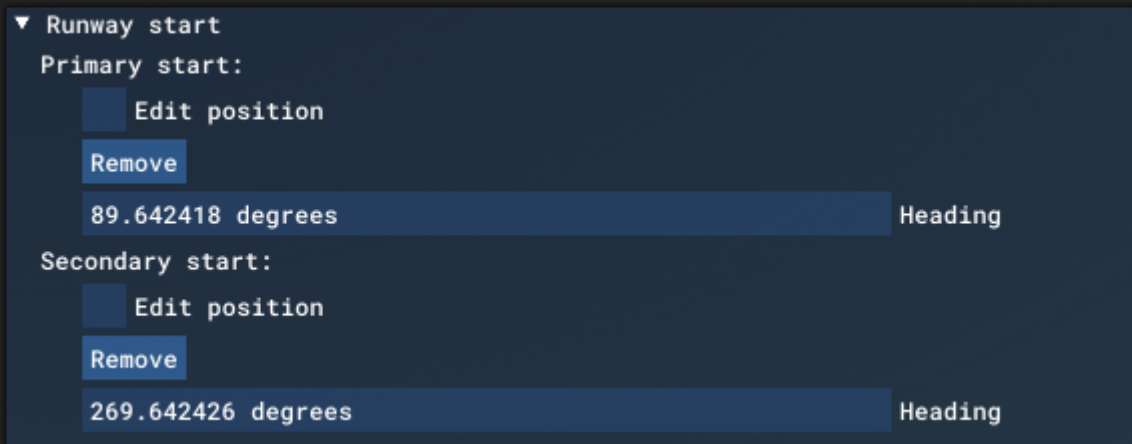 Runway start
Primary start:
Edit position
Remove
89.642418 degrees Heading
Secondary start:
Edit position
Remove
269.642426 degrees Heading